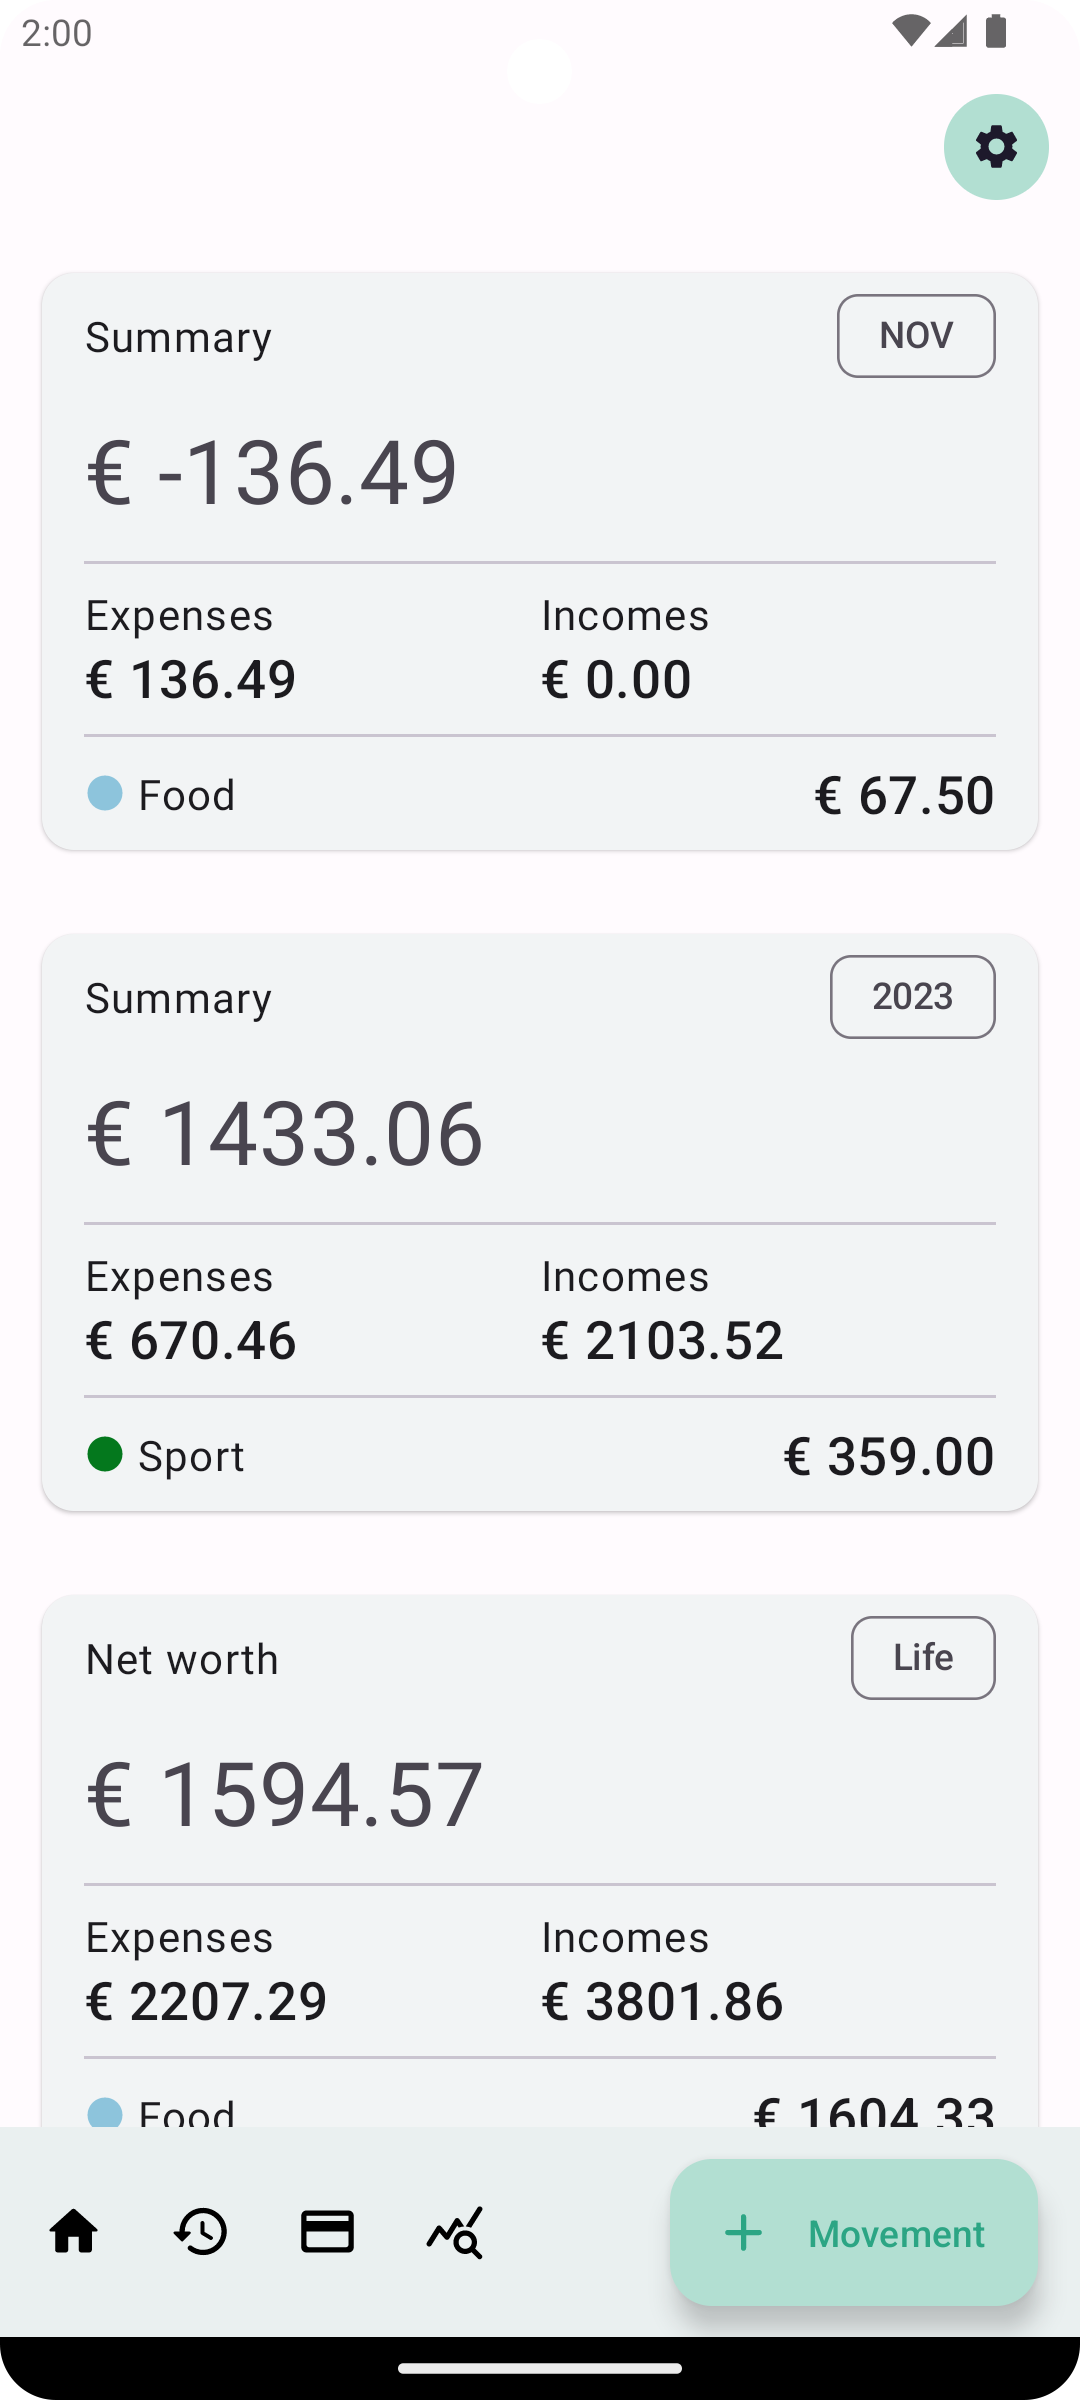 2:00
Summary
NOV
€ -136.49
Expenses
Incomes
€ 136.49
€ 0.00
Food
€ 67.50
Summary
2023
€ 1433.06
Expenses
Incomes
€ 670.46
€ 2103.52
Sport
€ 359.00
Net worth
Life
€ 1594.57
Expenses
Incomes
€ 2207.29
€ 3801.86
Food
€ 1604.33
Movement